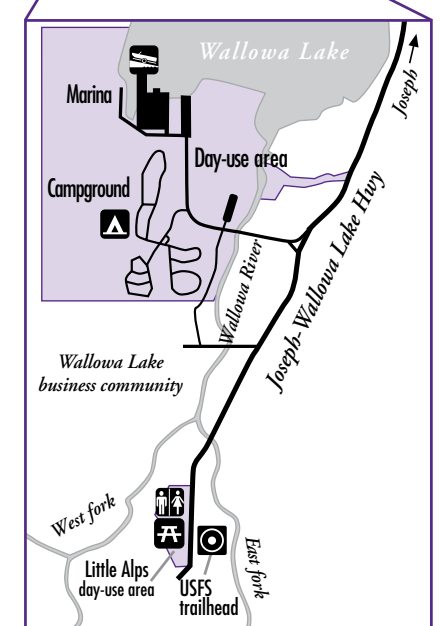 Wallowa Lake
Joseph
Marina
Day-use area
Campground
Joseph-Wallowa Lake Hwy
Wallowa River
Wallowa Lake
business community
West fork
East fork
Little Alps
day-use area
USFS
trailhead